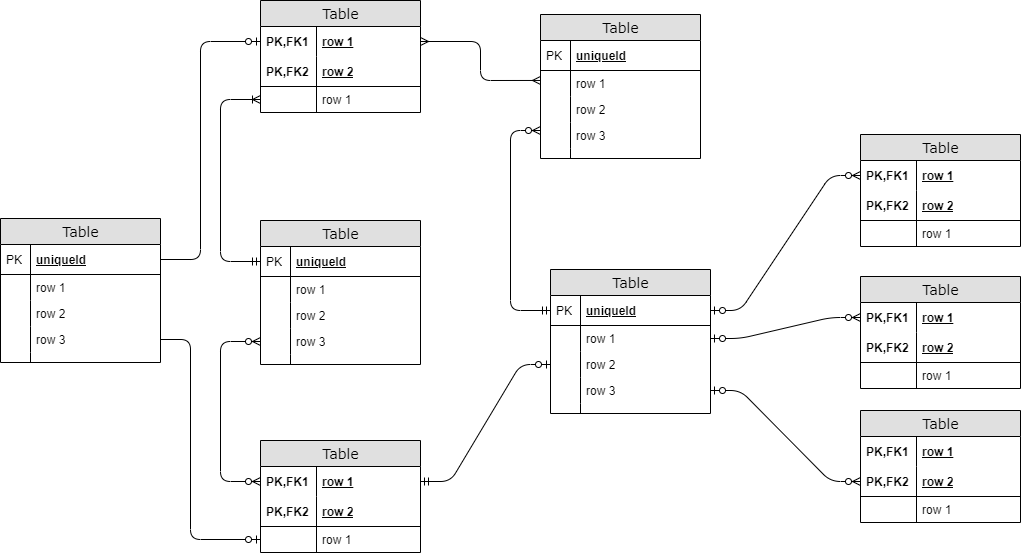 Table
PK,FK1 row 1
PK,FK2 row 2
row 1
Table
PK uniqueId
row 1
row 2
row 3
Table
PK,FK1 row 1
PK,FK2 row 2
row 1
Table
PK uniqueId
row 1
row 2
row 3
Table
PK uniqueId
row 1
row 2
row 3
Table
PK uniqueId
row 1
row 2
row 3
Table
PK,FK1 row 1
PK,FK2 row 2
row 1
Table
PK,FK1 row 1
PK,FK2 row 2
row 1
Table
PK,FK1 row 1
PK,FK2 row 2
row 1